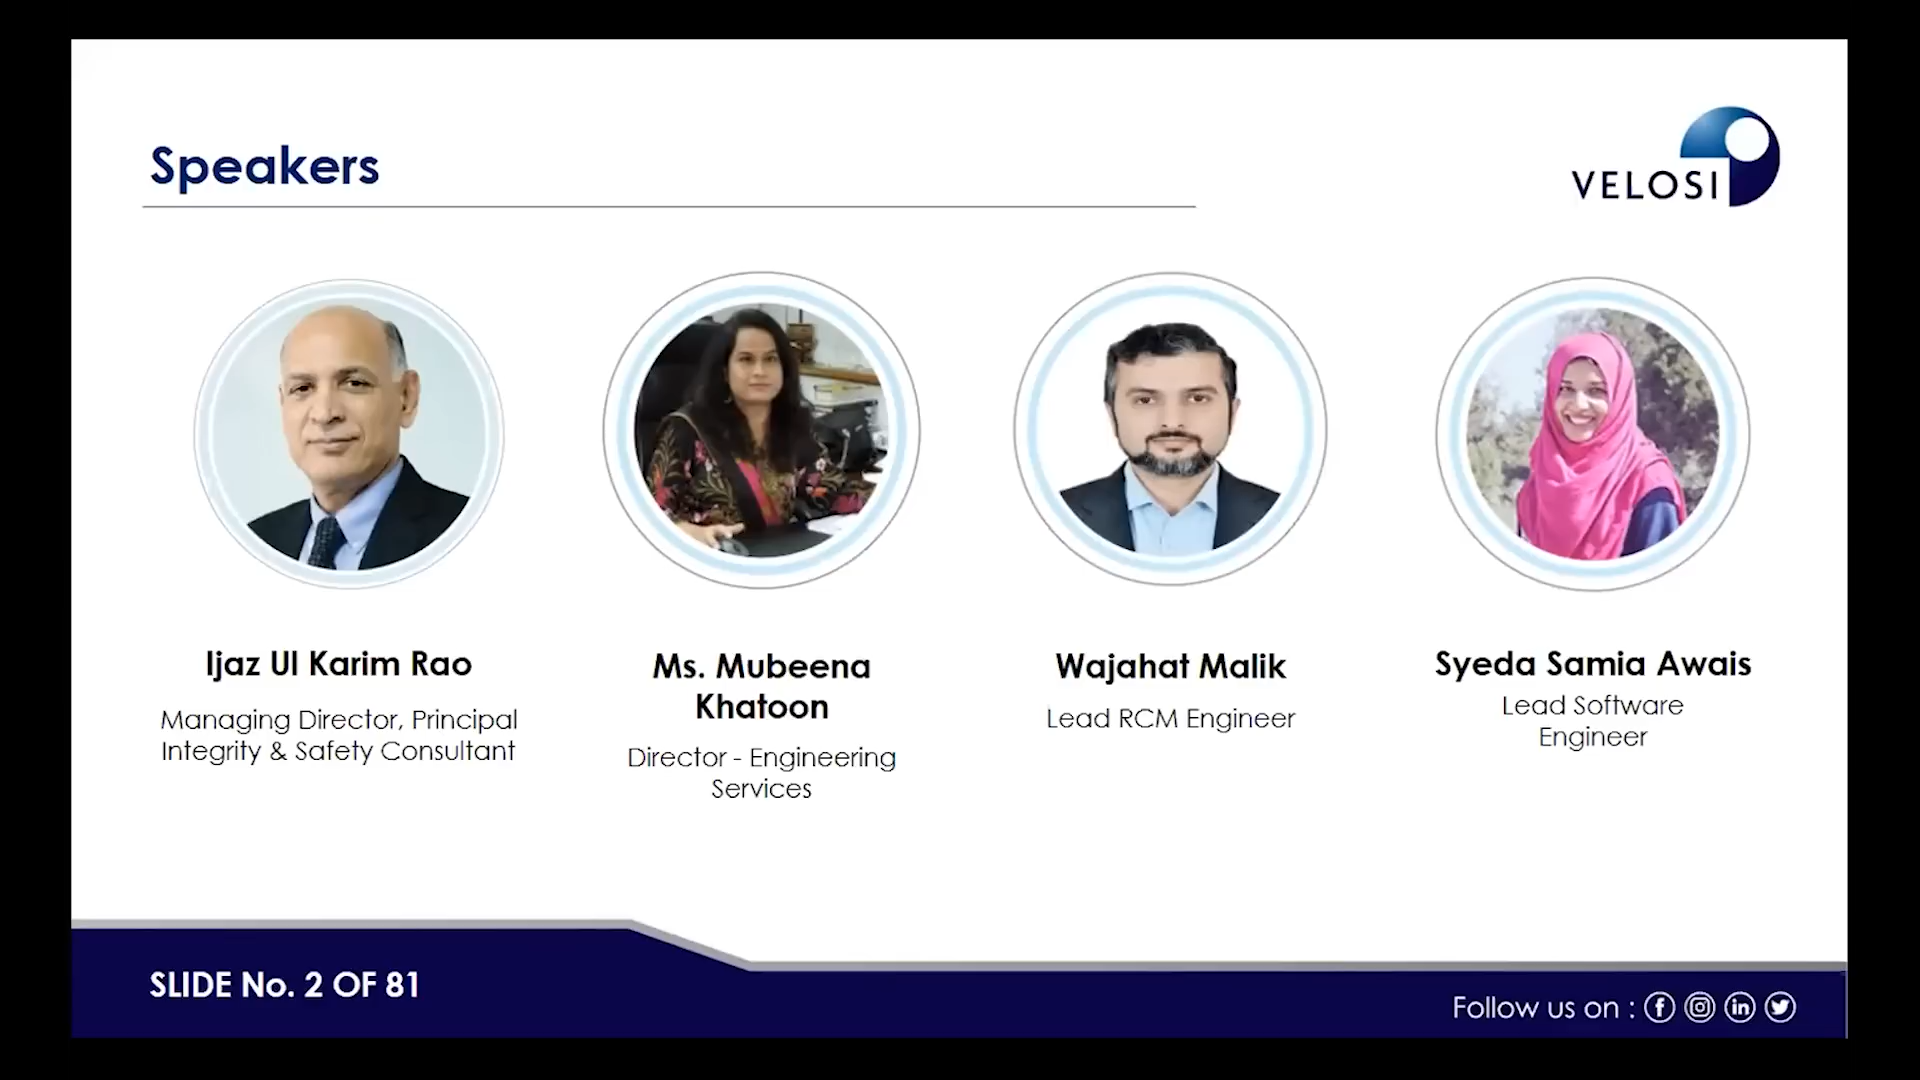 Speakers
VELOSI
Ijaz Ul Karim Rao
Managing Director, Principal
Integrity & Safety Consultant
Ms. Mubeena
Khatoon
Director - Engineering
Services
Wajahat Malik
Lead RCM Engineer
Syeda Samia Awais
Lead Software
Engineer
SLIDE No. 2 OF 81
Follow us on :